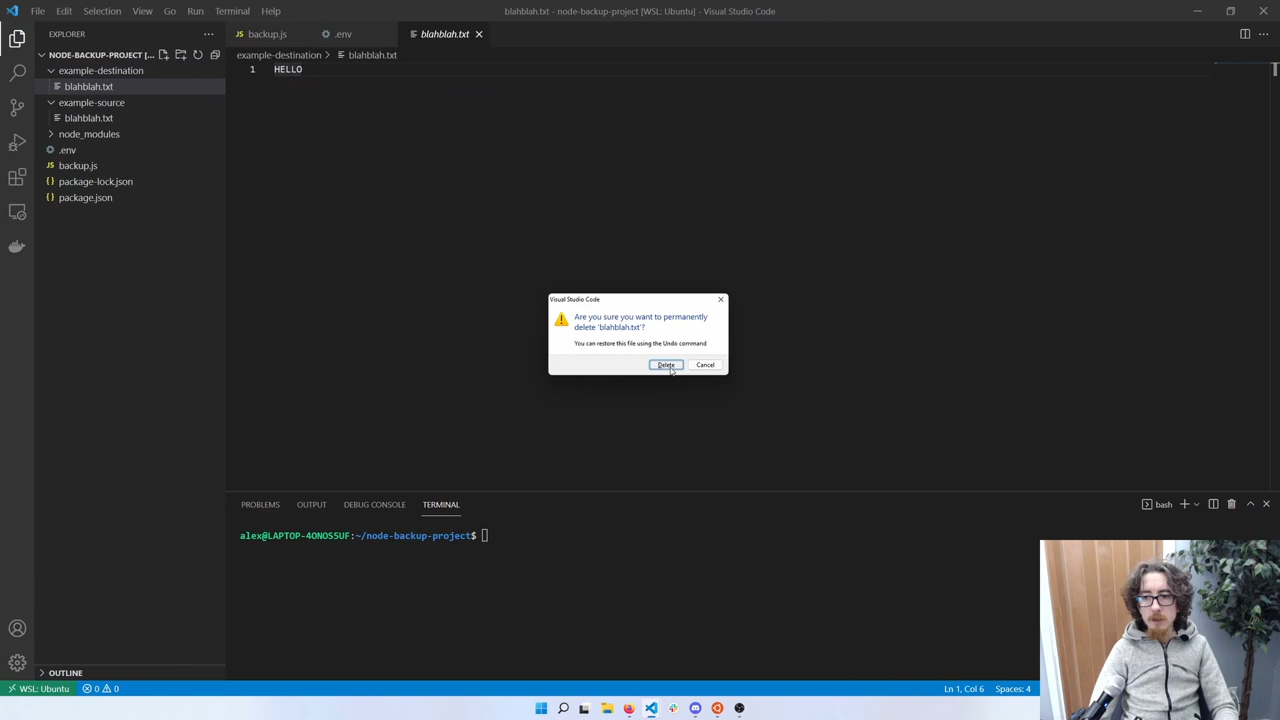 File Edit Selection View Go Run Terminal Help
blahblah.txt - node-backup-project [WSL: Ubuntu] - Visual Studio Code
EXPLORER
NODE-BACKUP-PROJECT [...
example-destination
blahblah.txt
example-source
blahblah.txt
node_modules
.env
JS backup.js
package-lock.json
package.json
OUTLINE
JS backup.js
.env
blahblah.txt
example-destination > blahblah.txt
1 HELLO
Visual Studio Code
Are you sure you want to permanently
delete 'blahblah.txt'?
You can restore this file using the Undo command
Delete Cancel
PROBLEMS OUTPUT DEBUG CONSOLE TERMINAL
bash
alex@LAPTOP-4ONOS5UF:~/node-backup-project$
WSL: Ubuntu 0 0
Ln 1, Col 6 Spaces: 4